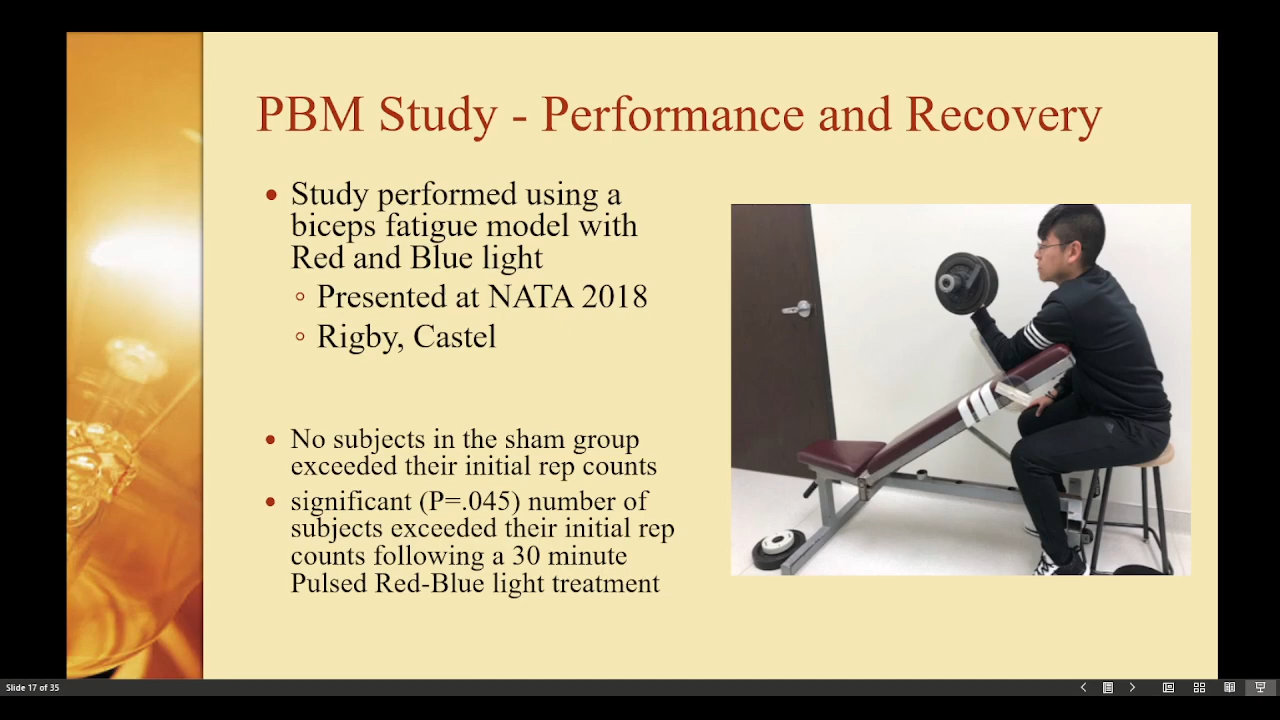 PBM Study - Performance and Recovery
• Study performed using a
biceps fatigue model with
Red and Blue light
◦ Presented at NATA 2018
◦ Rigby, Castel
• No subjects in the sham group
exceeded their initial rep counts
• significant (P=.045) number of
subjects exceeded their initial rep
counts following a 30 minute
Pulsed Red-Blue light treatment
Slide 17 of 35